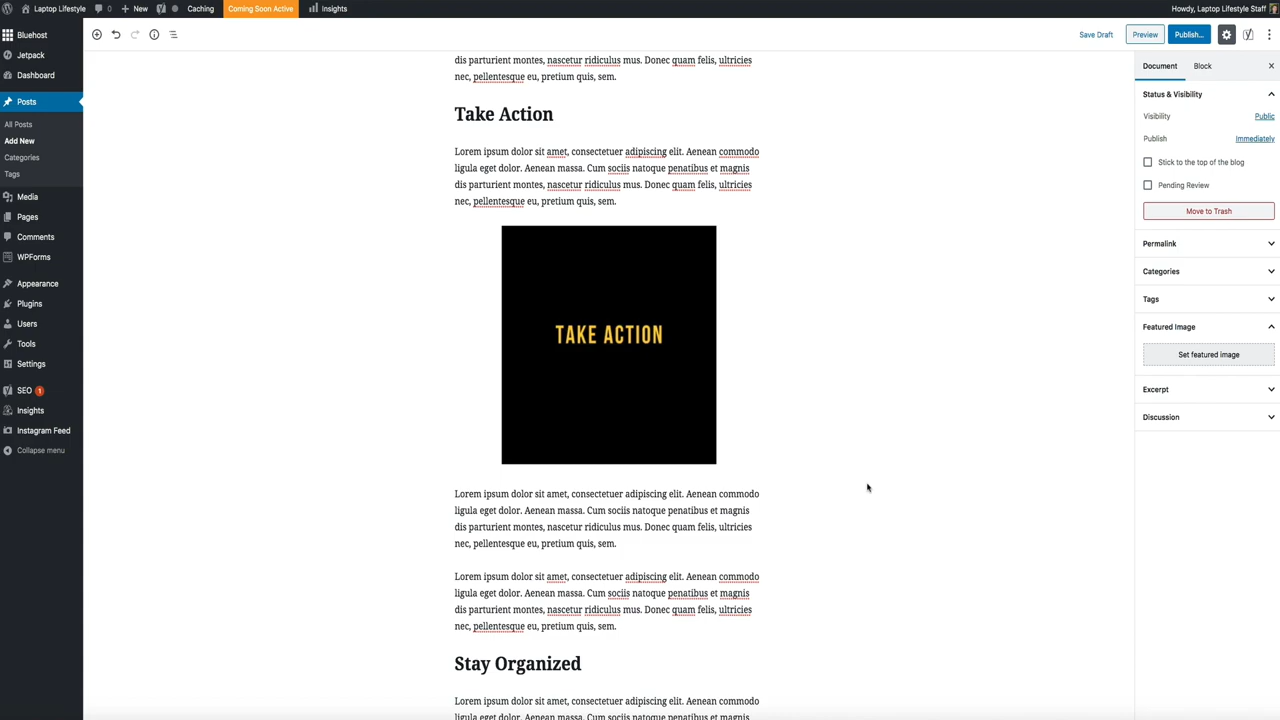 Laptop Lifestyle
0
New
Caching
Coming Soon Active
Insights
Howdy, Laptop Lifestyle Staff
Bluehost
Jetpack
Dashboard
Posts
All Posts
Add New
Categories
Tags
Media
Pages
Comments
WPForms
Appearance
Plugins
Users
Tools
Settings
SEO 1
Insights
Instagram Feed
Collapse menu
Save Draft
Preview
Publish...
dis parturient montes, nascetur ridiculus mus. Donec quam felis, ultricies
nec, pellentesque eu, pretium quis, sem.
Take Action
Lorem ipsum dolor sit amet, consectetuer adipiscing elit. Aenean commodo
ligula eget dolor. Aenean massa. Cum sociis natoque penatibus et magnis
dis parturient montes, nascetur ridiculus mus. Donec quam felis, ultricies
nec, pellentesque eu, pretium quis, sem.
TAKE ACTION
Lorem ipsum dolor sit amet, consectetuer adipiscing elit. Aenean commodo
ligula eget dolor. Aenean massa. Cum sociis natoque penatibus et magnis
dis parturient montes, nascetur ridiculus mus. Donec quam felis, ultricies
nec, pellentesque eu, pretium quis, sem.
Lorem ipsum dolor sit amet, consectetuer adipiscing elit. Aenean commodo
ligula eget dolor. Aenean massa. Cum sociis natoque penatibus et magnis
dis parturient montes, nascetur ridiculus mus. Donec quam felis, ultricies
nec, pellentesque eu, pretium quis, sem.
Stay Organized
Lorem ipsum dolor sit amet, consectetuer adipiscing elit. Aenean commodo
ligula eget dolor. Aenean massa. Cum sociis natoque penatibus et magnis
Document
Block
Status & Visibility
Visibility
Public
Publish
Immediately
Stick to the top of the blog
Pending Review
Move to Trash
Permalink
Categories
Tags
Featured Image
Set featured image
Excerpt
Discussion